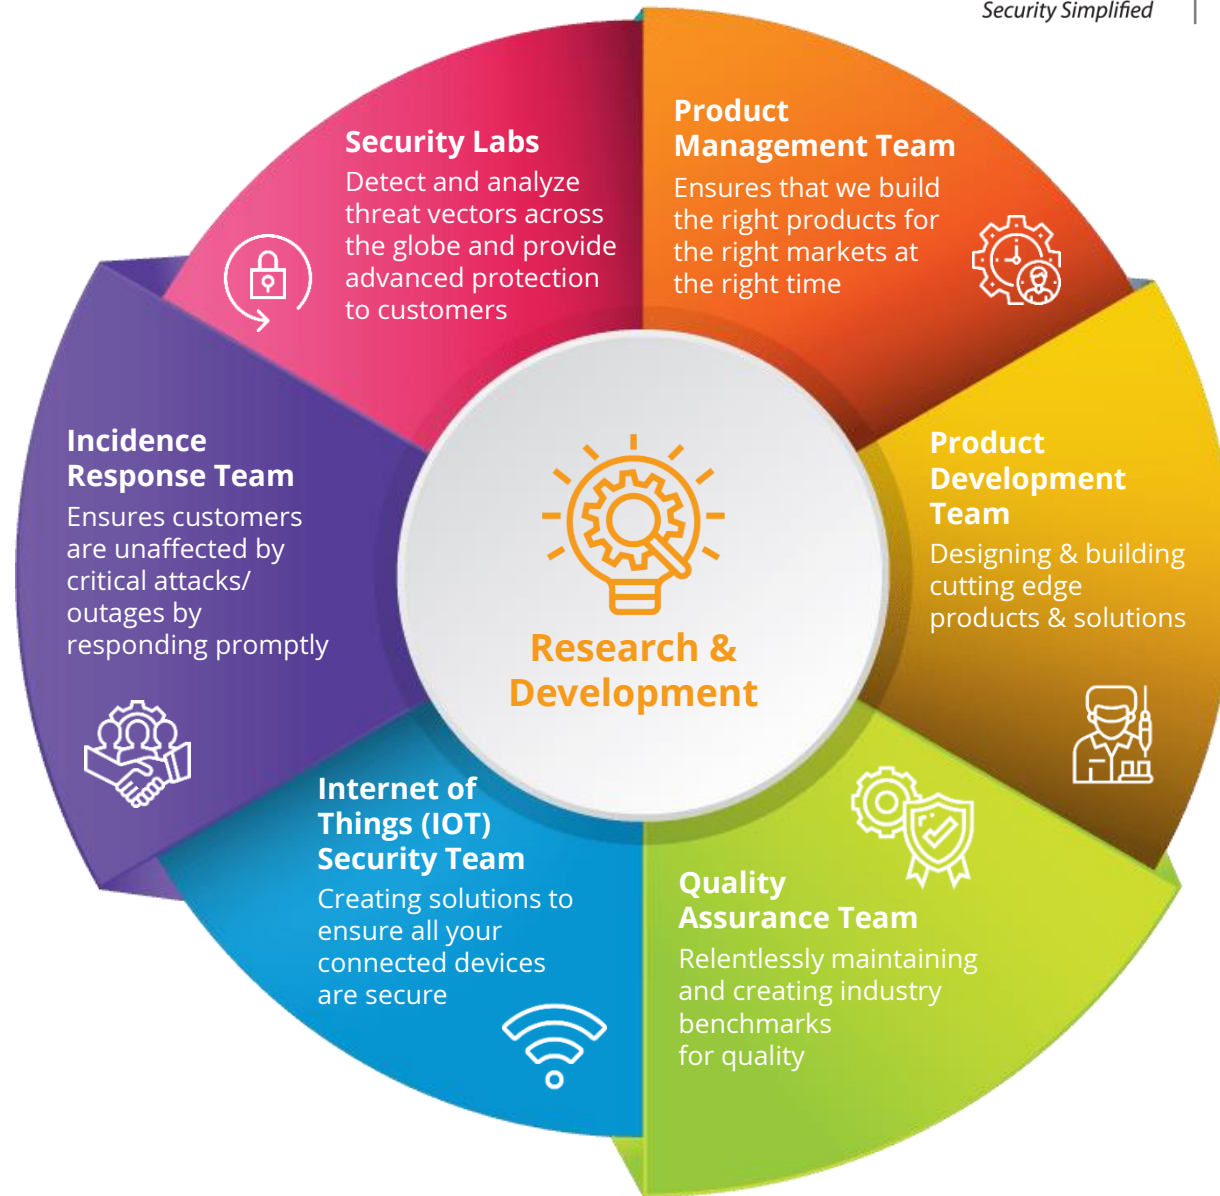 Security Simplified
Security Labs
Detect and analyze
threat vectors across
the globe and provide
advanced protection
to customers
Product
Management Team
Ensures that we build
the right products for
the right markets at
the right time
Product
Development
Team
Designing & building
cutting edge
products & solutions
Quality
Assurance Team
Relentlessly maintaining
and creating industry
benchmarks
for quality
Internet of
Things (IOT)
Security Team
Creating solutions to
ensure all your
connected devices
are secure
Incidence
Response Team
Ensures customers
are unaffected by
critical attacks/
outages by
responding promptly
Research &
Development